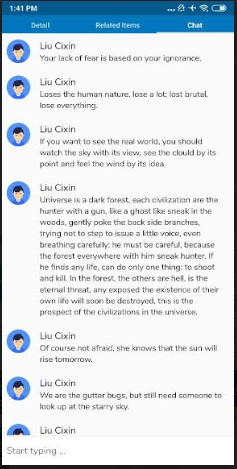 1:41 PM
Detail
Related Items
Chat
Liu Cixin
Your lack of fear is based on your ignorance.
Liu Cixin
Loses the human nature, lose a lot; lost brutal,
lose everything.
Liu Cixin
If you want to see the real world, you should
watch the sky with its view, see the clould by its
point and feel the wind by its idea.
Liu Cixin
Universe is a dark forest, each civilization are the
hunter with a gun, like a ghost like sneak in the
woods, gently poke the back side branches,
trying not to step to issue a little voice, even
breathing carefully: he must be careful, because
the forest everywhere with him sneak hunter. If
he finds any life, can do only one thing: to shoot
and kill. In the forest, the others are hell, is the
eternal threat, any exposed the existence of their
own life will soon be destroyed, this is the
prospect of the civilizations in the universe.
Liu Cixin
Of course not afraid, she knows that the sun will
rise tomorrow.
Liu Cixin
We are the gutter bugs, but still need someone to
look up at the starry sky.
Liu Cixin
Start typing ...